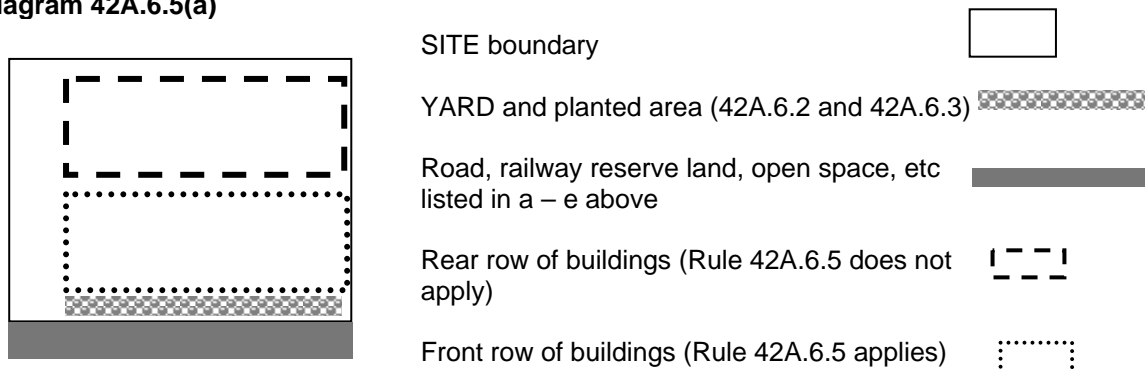 agram 42A.6.5(a)
SITE boundary
YARD and planted area (42A.6.2 and 42A.6.3)
Road, railway reserve land, open space, etc
listed in a – e above
Rear row of buildings (Rule 42A.6.5 does not
apply)
Front row of buildings (Rule 42A.6.5 applies)